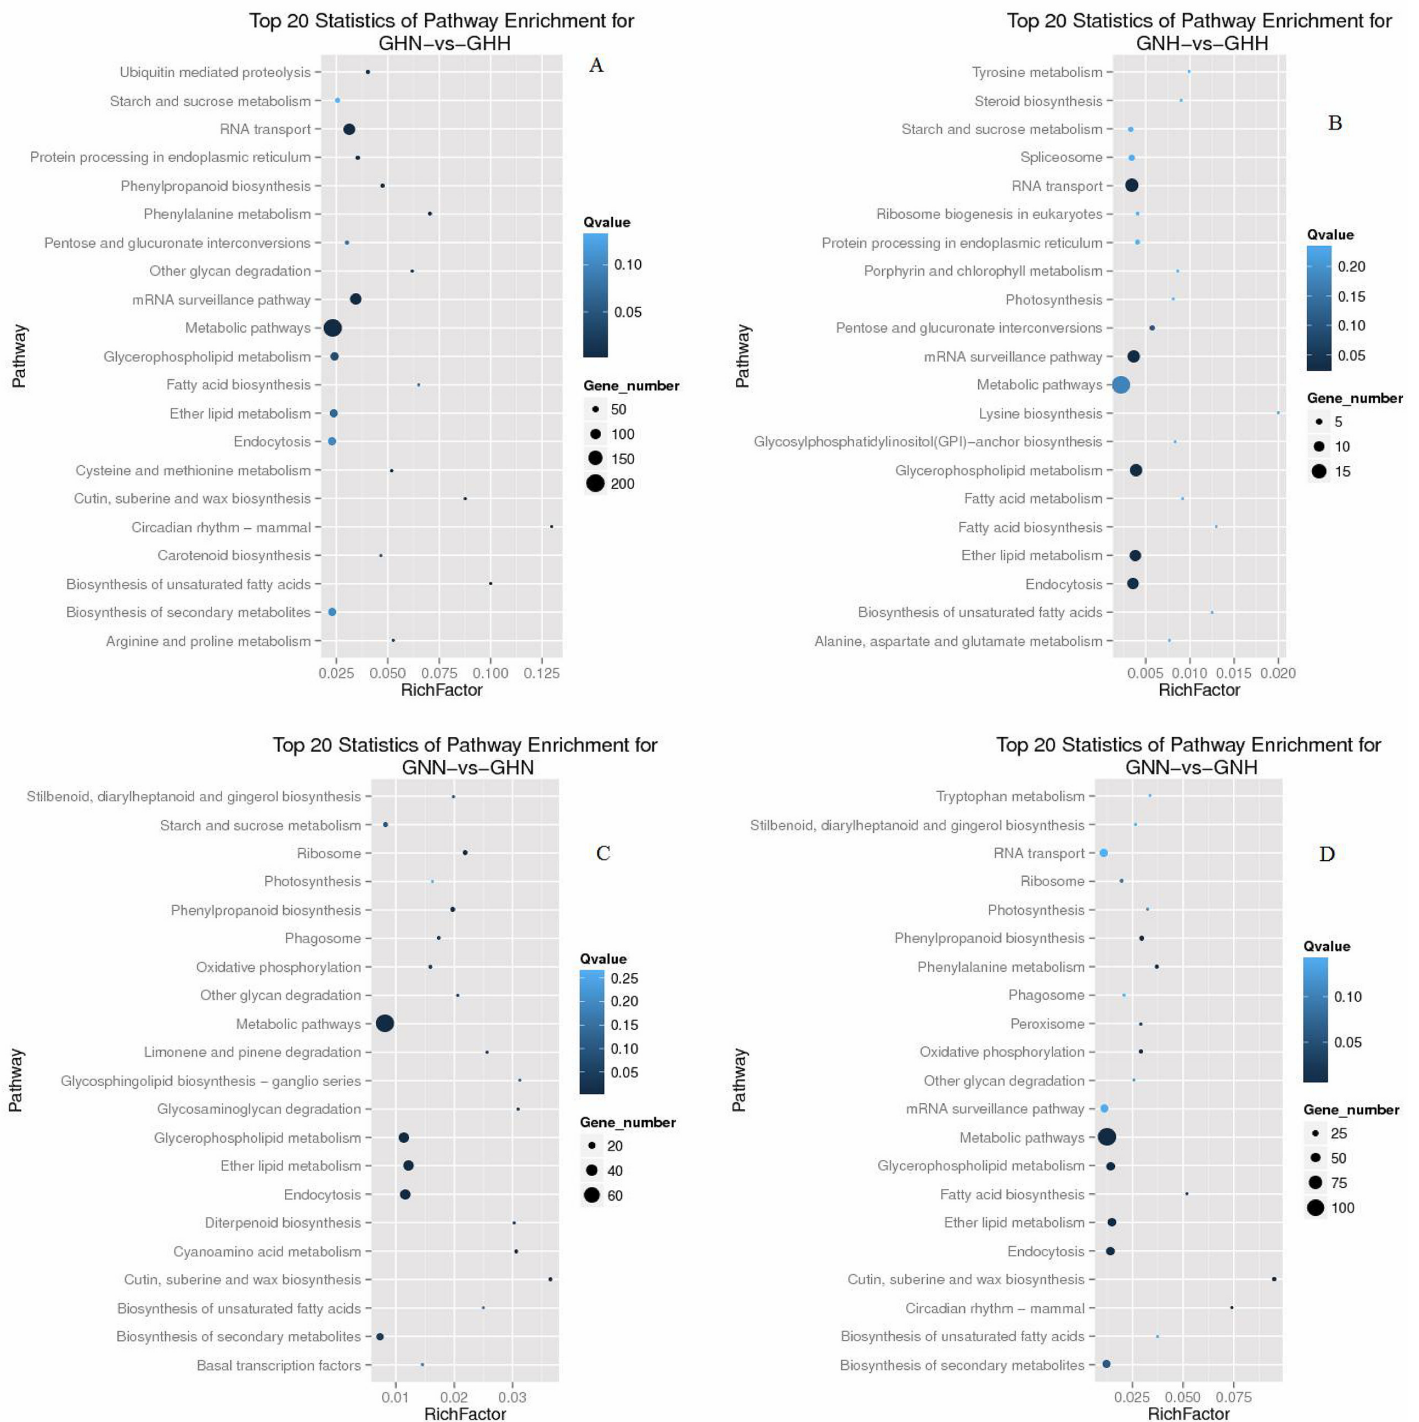 Top 20 Statistics of Pathway Enrichment for
GHN−vs−GHH
A
Ubiquitin mediated proteolysis
Starch and sucrose metabolism
RNA transport
Protein processing in endoplasmic reticulum
Phenylpropanoid biosynthesis
Phenylalanine metabolism
Pentose and glucuronate interconversions
Other glycan degradation
mRNA surveillance pathway
Metabolic pathways
Glycerophospholipid metabolism
Fatty acid biosynthesis
Ether lipid metabolism
Endocytosis
Cysteine and methionine metabolism
Cutin, suberine and wax biosynthesis
Circadian rhythm − mammal
Carotenoid biosynthesis
Biosynthesis of unsaturated fatty acids
Biosynthesis of secondary metabolites
Arginine and proline metabolism
Pathway
0.025 0.050 0.075 0.100 0.125
RichFactor
Qvalue
0.10
0.05
Gene_number
50
100
150
200
Top 20 Statistics of Pathway Enrichment for
GNH−vs−GHH
B
Tyrosine metabolism
Steroid biosynthesis
Starch and sucrose metabolism
Spliceosome
RNA transport
Ribosome biogenesis in eukaryotes
Protein processing in endoplasmic reticulum
Porphyrin and chlorophyll metabolism
Photosynthesis
Pentose and glucuronate interconversions
mRNA surveillance pathway
Metabolic pathways
Lysine biosynthesis
Glycosylphosphatidylinositol(GPI)−anchor biosynthesis
Glycerophospholipid metabolism
Fatty acid metabolism
Fatty acid biosynthesis
Ether lipid metabolism
Endocytosis
Biosynthesis of unsaturated fatty acids
Alanine, aspartate and glutamate metabolism
Pathway
0.005 0.010 0.015 0.020
RichFactor
Qvalue
0.20
0.15
0.10
0.05
Gene_number
5
10
15
Top 20 Statistics of Pathway Enrichment for
GNN−vs−GHN
C
Stilbenoid, diarylheptanoid and gingerol biosynthesis
Starch and sucrose metabolism
Ribosome
Photosynthesis
Phenylpropanoid biosynthesis
Phagosome
Oxidative phosphorylation
Other glycan degradation
Metabolic pathways
Limonene and pinene degradation
Glycosphingolipid biosynthesis − ganglio series
Glycosaminoglycan degradation
Glycerophospholipid metabolism
Ether lipid metabolism
Endocytosis
Diterpenoid biosynthesis
Cyanoamino acid metabolism
Cutin, suberine and wax biosynthesis
Biosynthesis of unsaturated fatty acids
Biosynthesis of secondary metabolites
Basal transcription factors
Pathway
0.01 0.02 0.03
RichFactor
Qvalue
0.25
0.20
0.15
0.10
0.05
Gene_number
20
40
60
Top 20 Statistics of Pathway Enrichment for
GNN−vs−GNH
D
Tryptophan metabolism
Stilbenoid, diarylheptanoid and gingerol biosynthesis
RNA transport
Ribosome
Photosynthesis
Phenylpropanoid biosynthesis
Phenylalanine metabolism
Phagosome
Peroxisome
Oxidative phosphorylation
Other glycan degradation
mRNA surveillance pathway
Metabolic pathways
Glycerophospholipid metabolism
Fatty acid biosynthesis
Ether lipid metabolism
Endocytosis
Cutin, suberine and wax biosynthesis
Circadian rhythm − mammal
Biosynthesis of unsaturated fatty acids
Biosynthesis of secondary metabolites
Pathway
0.025 0.050 0.075
RichFactor
Qvalue
0.10
0.05
Gene_number
25
50
75
100